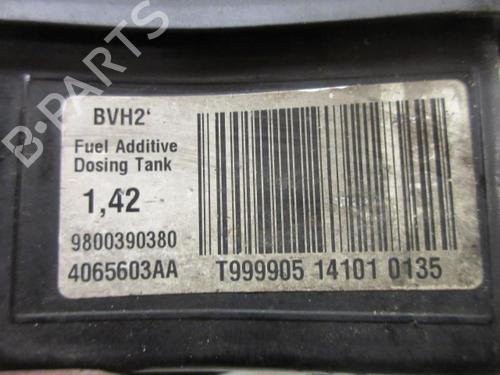 BVH2'
Fuel Additive
Dosing Tank
1,42
9800390380
4065603AA
T999905 14101 0135
B-PARTS